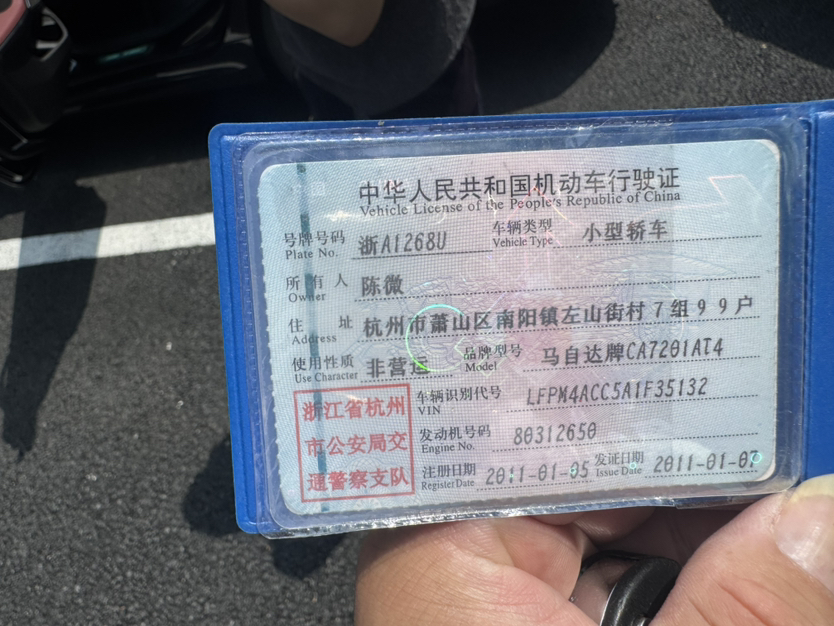 中华人民共和国机动车行驶证
Vehicle License of the People's Republic of China
号牌号码 浙A1268U 车辆类型 小型轿车
Plate No. Vehicle Type
所有人 陈微
Owner
住址 杭州市萧山区南阳镇左山街村7组99户
Address
使用性质 非营运 品牌型号 马自达牌CA7201AT4
Use Character Model
浙江省杭州
市公安局交
通警察支队
车辆识别代号 LFPM4ACC5A1F35132
VIN
发动机号码 80312650
Engine No.
注册日期 2011-01-05 发证日期 2011-01-07
Register Date Issue Date